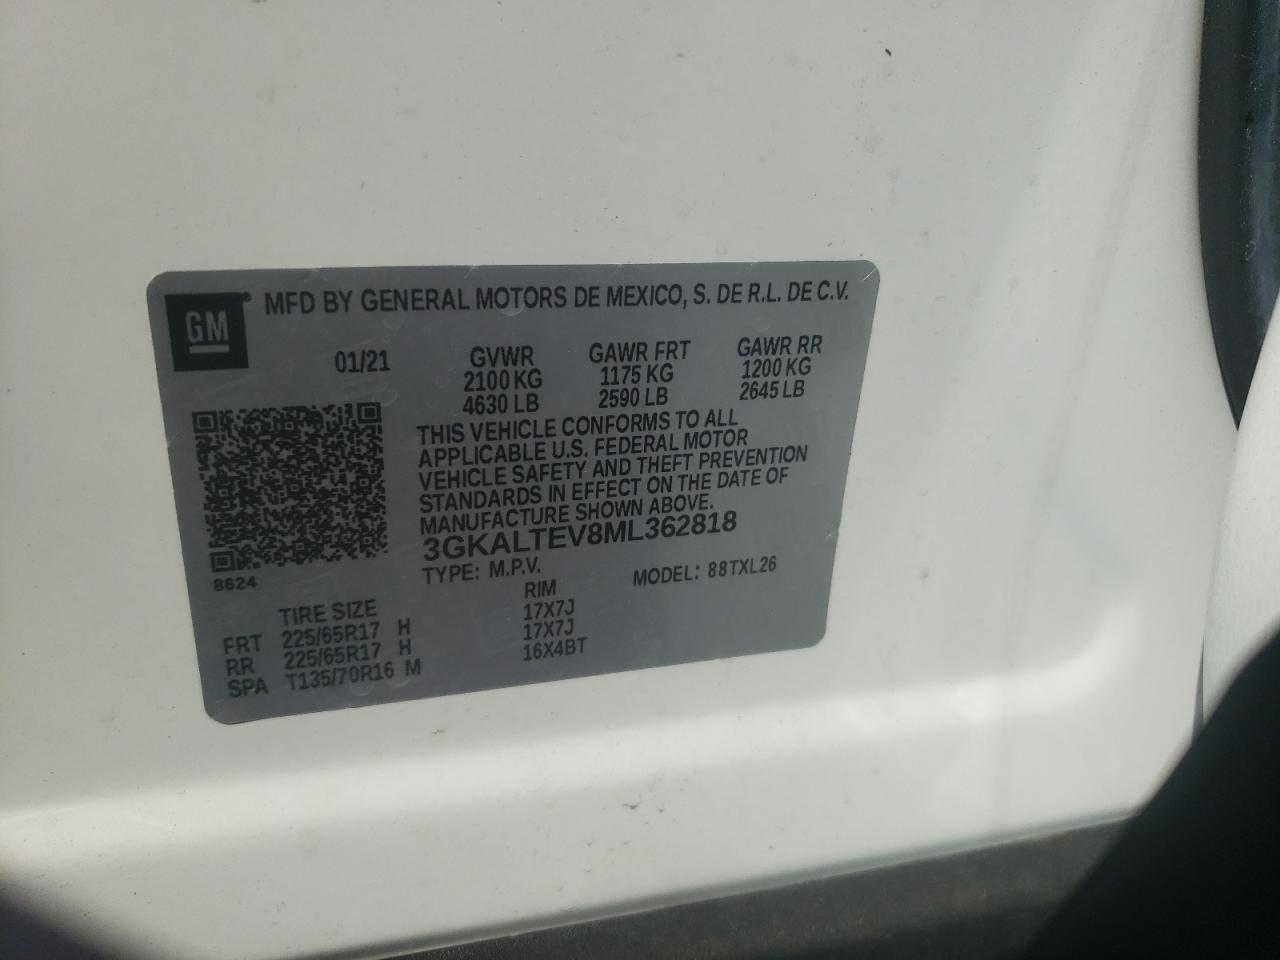 GM® MFD BY GENERAL MOTORS DE MEXICO, S. DE R.L. DE C.V.
01/21 GVWR GAWR FRT GAWR RR
2100 KG 1175 KG 1200 KG
4630 LB 2590 LB 2645 LB
THIS VEHICLE CONFORMS TO ALL
APPLICABLE U.S. FEDERAL MOTOR
VEHICLE SAFETY AND THEFT PREVENTION
STANDARDS IN EFFECT ON THE DATE OF
MANUFACTURE SHOWN ABOVE.
3GKALTEV8ML362818
8624 TYPE: M.P.V. MODEL: 88TXL26
TIRE SIZE RIM
FRT 225/65R17 H 17X7J
RR 225/65R17 H 17X7J
SPA T135/70R16 M 16X4BT